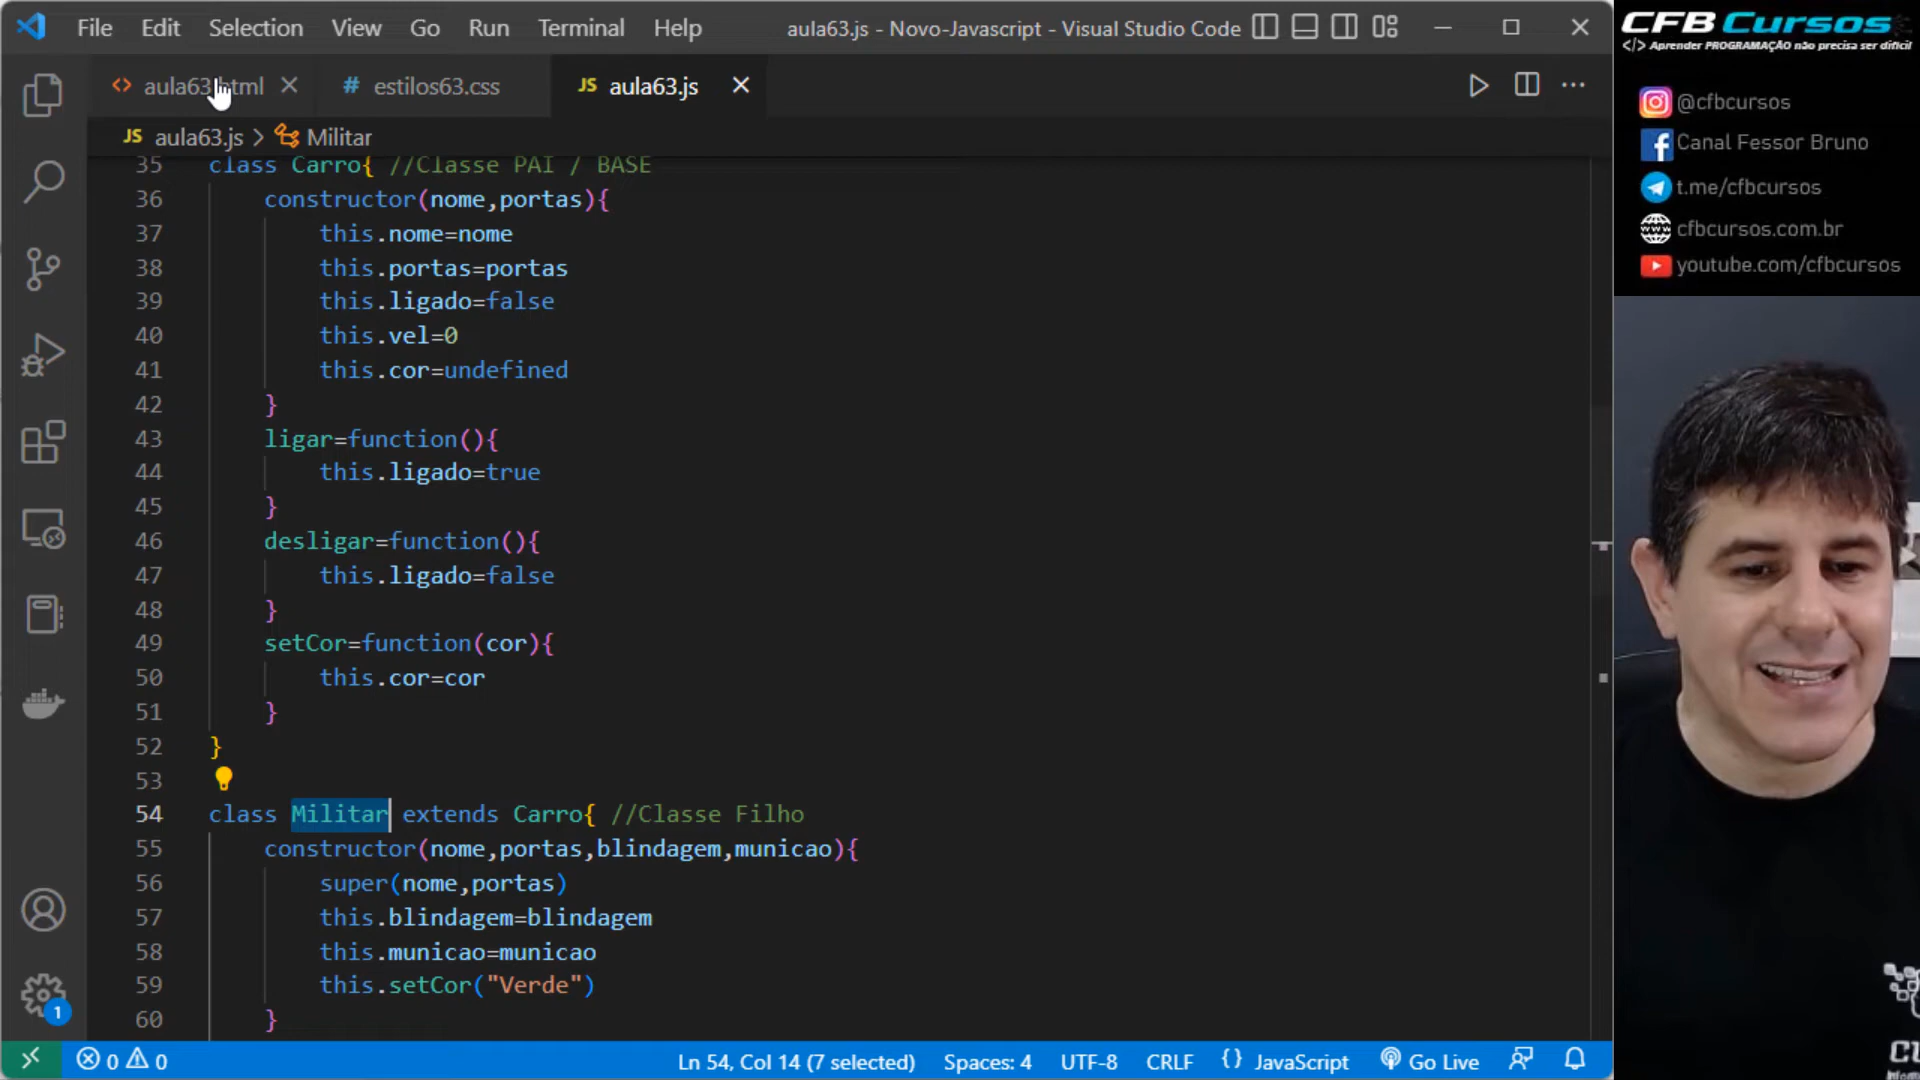 File Edit Selection View Go Run Terminal Help aula63.js - Novo-Javascript - Visual Studio Code
aula63.html estilos63.css JS aula63.js
JS aula63.js > Militar
35 class Carro{ //Classe PAI / BASE
36 constructor(nome,portas){
37 this.nome=nome
38 this.portas=portas
39 this.ligado=false
40 this.vel=0
41 this.cor=undefined
42 }
43 ligar=function(){
44 this.ligado=true
45 }
46 desligar=function(){
47 this.ligado=false
48 }
49 setCor=function(cor){
50 this.cor=cor
51 }
52 }
53
54 class Militar extends Carro{ //Classe Filho
55 constructor(nome,portas,blindagem,municao){
56 super(nome,portas)
57 this.blindagem=blindagem
58 this.municao=municao
59 this.setCor("Verde")
60 }
1
0 0 Ln 54, Col 14 (7 selected) Spaces: 4 UTF-8 CRLF {} JavaScript Go Live
CFB Cursos
</> Aprender PROGRAMAÇÃO não precisa ser difícil
@cfbcursos
Canal Fessor Bruno
t.me/cfbcursos
cfbcursos.com.br
youtube.com/cfbcursos